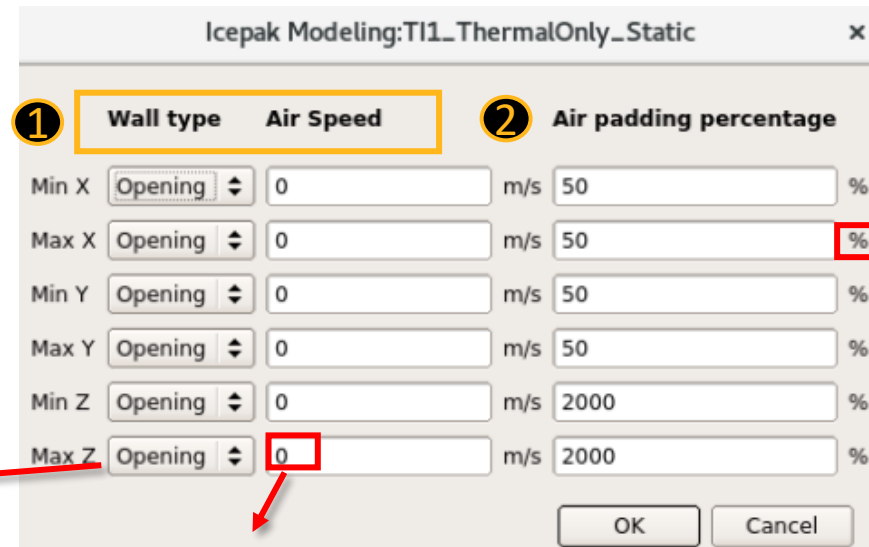 Icepak Modeling:TI1_ThermalOnly_Static ×
1 Wall type Air Speed 2 Air padding percentage
Min X Opening 0 m/s 50 %
Max X Opening 0 m/s 50 %
Min Y Opening 0 m/s 50 %
Max Y Opening 0 m/s 50 %
Min Z Opening 0 m/s 2000 %
Max Z Opening 0 m/s 2000 %
OK Cancel